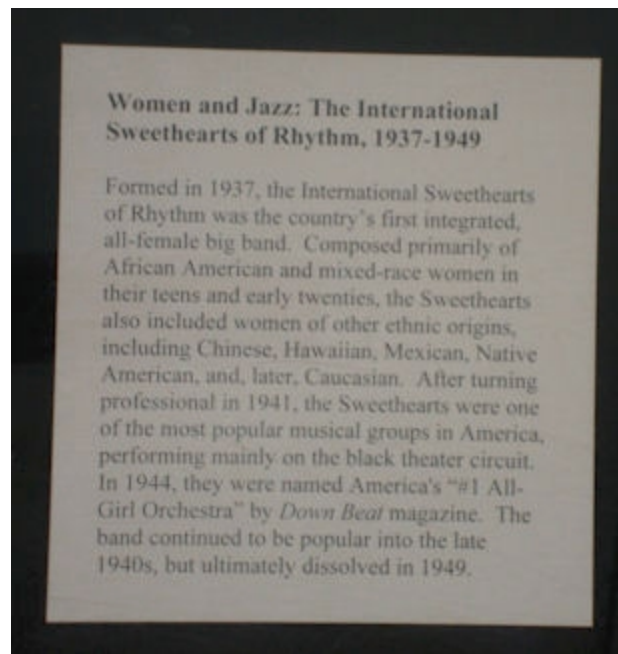 Women and Jazz: The International
Sweethearts of Rhythm, 1937-1949
Formed in 1937, the International Sweethearts
of Rhythm was the country's first integrated,
all-female big band. Composed primarily of
African American and mixed-race women in
their teens and early twenties, the Sweethearts
also included women of other ethnic origins,
including Chinese, Hawaiian, Mexican, Native
American, and, later, Caucasian. After turning
professional in 1941, the Sweethearts were one
of the most popular musical groups in America,
performing mainly on the black theater circuit.
In 1944, they were named America's "#1 All-
Girl Orchestra" by Down Beat magazine. The
band continued to be popular into the late
1940s, but ultimately dissolved in 1949.